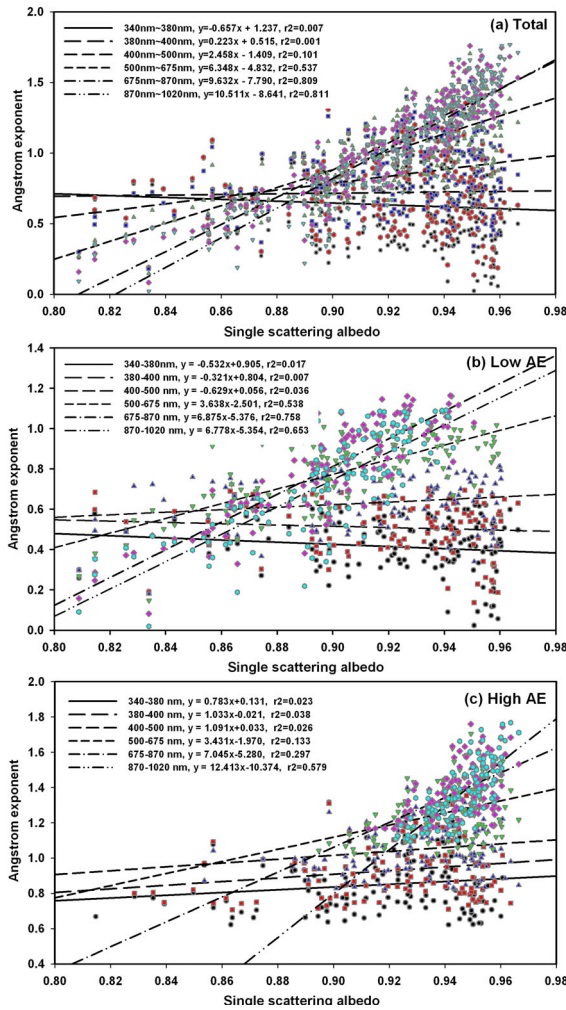 (a) Total
340nm~380nm, y=-0.657x + 1.237, r2=0.007
380nm~400nm, y=0.223x + 0.515, r2=0.001
400nm~500nm, y=2.458x - 1.409, r2=0.101
500nm~675nm, y=6.348x - 4.832, r2=0.537
675nm~870nm, y=9.632x - 7.790, r2=0.809
870nm~1020nm, y=10.511x - 8.641, r2=0.811
Angstrom exponent
2.0
1.5
1.0
0.5
0.0
0.80 0.82 0.84 0.86 0.88 0.90 0.92 0.94 0.96 0.98
Single scattering albedo
(b) Low AE
340-380nm, y = -0.532x+0.905, r2=0.017
380-400 nm, y = -0.321x+0.804, r2=0.007
400-500 nm, y = -0.629x+0.056, r2=0.036
500-675 nm, y = 3.638x-2.501, r2=0.538
675-870 nm, y =6.875x-5.376, r2=0.758
870-1020 nm, y = 6.778x-5.354, r2=0.653
Angstrom exponent
1.4
1.2
1.0
0.8
0.6
0.4
0.2
0.0
0.80 0.82 0.84 0.86 0.88 0.90 0.92 0.94 0.96 0.98
Single scattering albedo
(c) High AE
340-380 nm, y = 0.783x+0.131, r2=0.023
380-400 nm, y = 1.033x-0.021, r2=0.038
400-500 nm, y = 1.091x+0.033, r2=0.026
500-675 nm, y = 3.431x-1.970, r2=0.133
675-870 nm, y = 7.045x-5.280, r2=0.297
870-1020 nm, y = 12.413x-10.374, r2=0.579
Angstrom exponent
2.0
1.8
1.6
1.4
1.2
1.0
0.8
0.6
0.4
0.80 0.82 0.84 0.86 0.88 0.90 0.92 0.94 0.96 0.98
Single scattering albedo